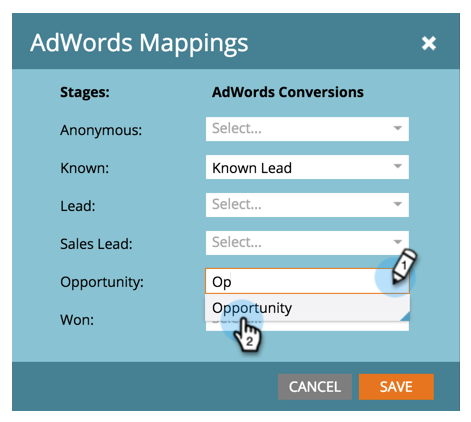 AdWords Mappings ✖
Stages: AdWords Conversions
Anonymous: Select...
Known: Known Lead
Lead: Select...
Sales Lead: Select...
Opportunity: Op
1
Opportunity
Won:
2
CANCEL SAVE